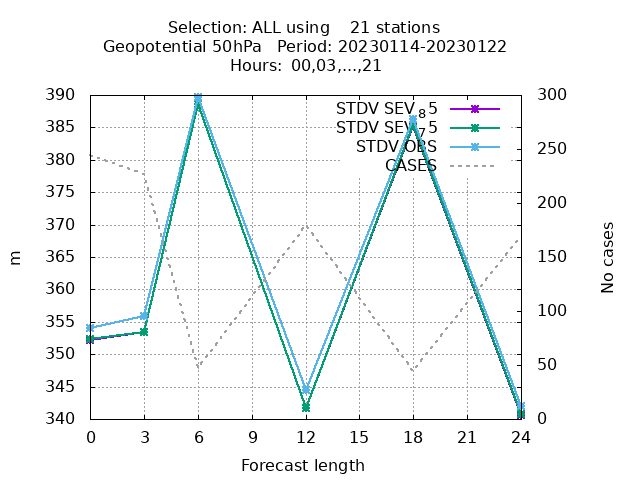 Selection: ALL using 21 stations
Geopotential 50hPa Period: 20230114-20230122
Hours: 00,03,...,21
390
385
380
375
370
365
360
355
350
345
340
m
300
250
200
150
100
50
0
No cases
STDV SEV_8 5
STDV SEV_7 5
STDV OBS
CASES
0 3 6 9 12 15 18 21 24
Forecast length